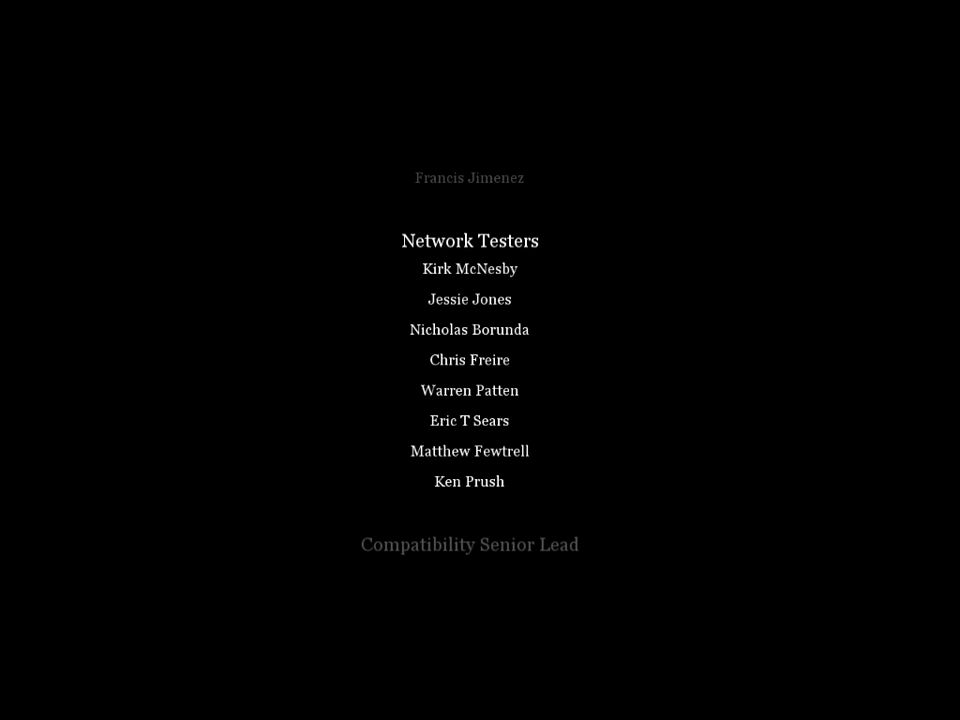 Francis Jimenez
Network Testers
Kirk McNesby
Jessie Jones
Nicholas Borunda
Chris Freire
Warren Patten
Eric T Sears
Matthew Fewtrell
Ken Prush
Compatibility Senior Lead